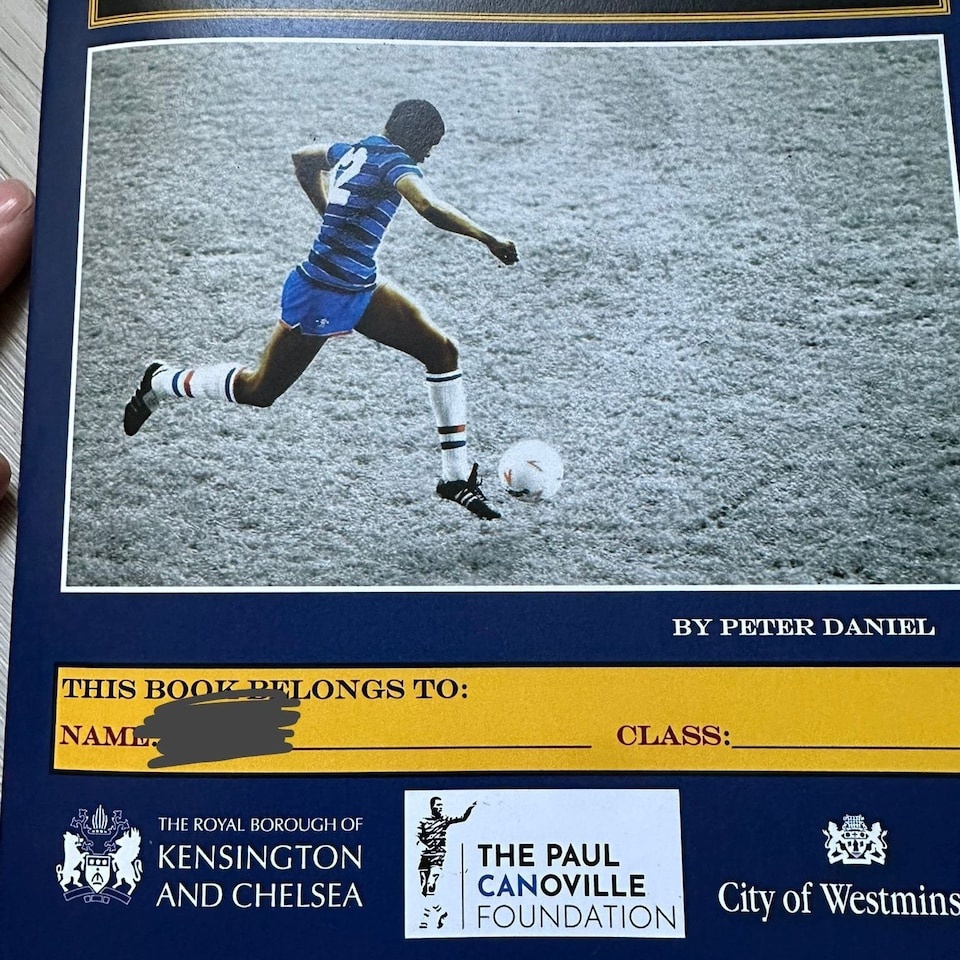 2
BY PETER DANIEL
THIS BOOK BELONGS TO:
NAME: CLASS:
THE ROYAL BOROUGH OF
KENSINGTON
AND CHELSEA
THE PAUL
CANOVILLE
FOUNDATION
City of Westmins